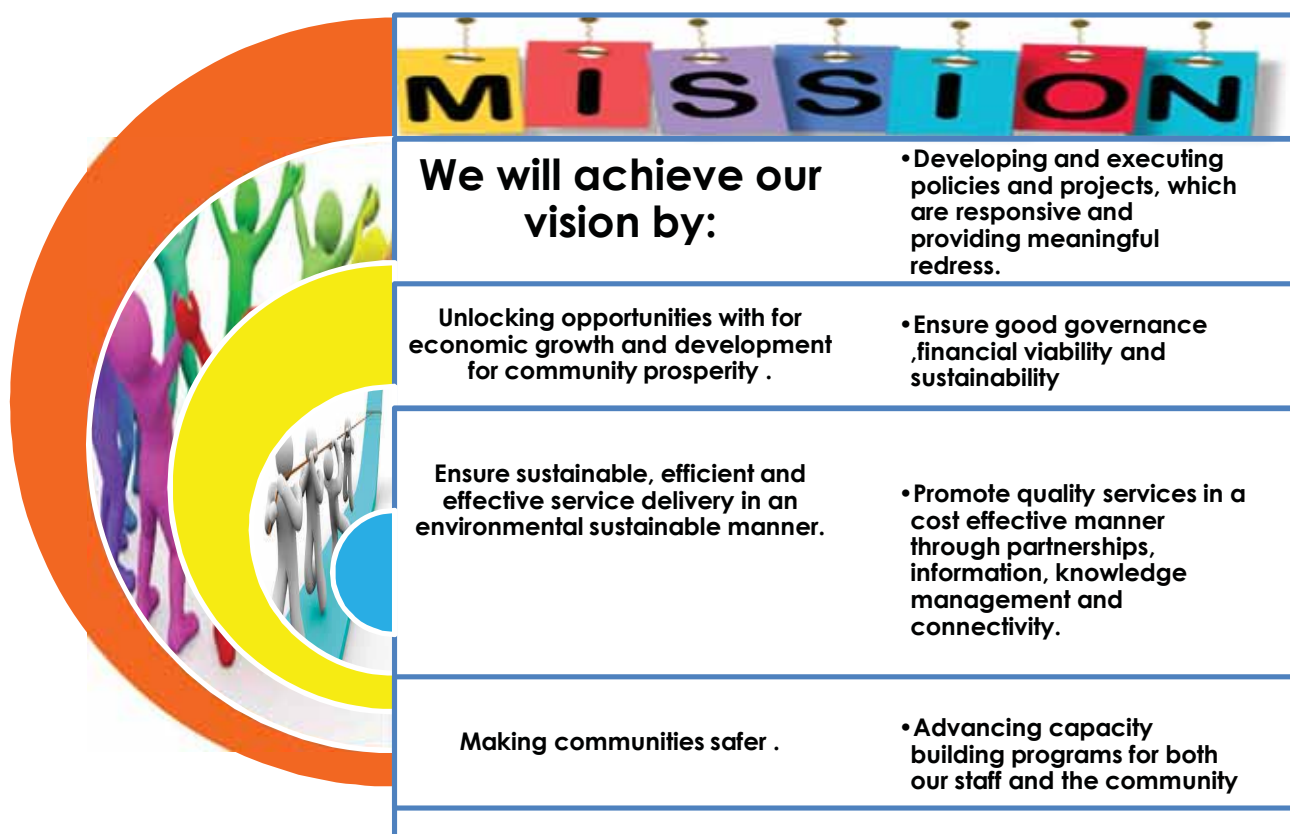 MISSION
We will achieve our
vision by:
•Developing and executing
policies and projects, which
are responsive and
providing meaningful
redress.
Unlocking opportunities with for
economic growth and development
for community prosperity .
•Ensure good governance
,financial viability and
sustainability
Ensure sustainable, efficient and
effective service delivery in an
environmental sustainable manner.
•Promote quality services in a
cost effective manner
through partnerships,
information, knowledge
management and
connectivity.
Making communities safer .
•Advancing capacity
building programs for both
our staff and the community